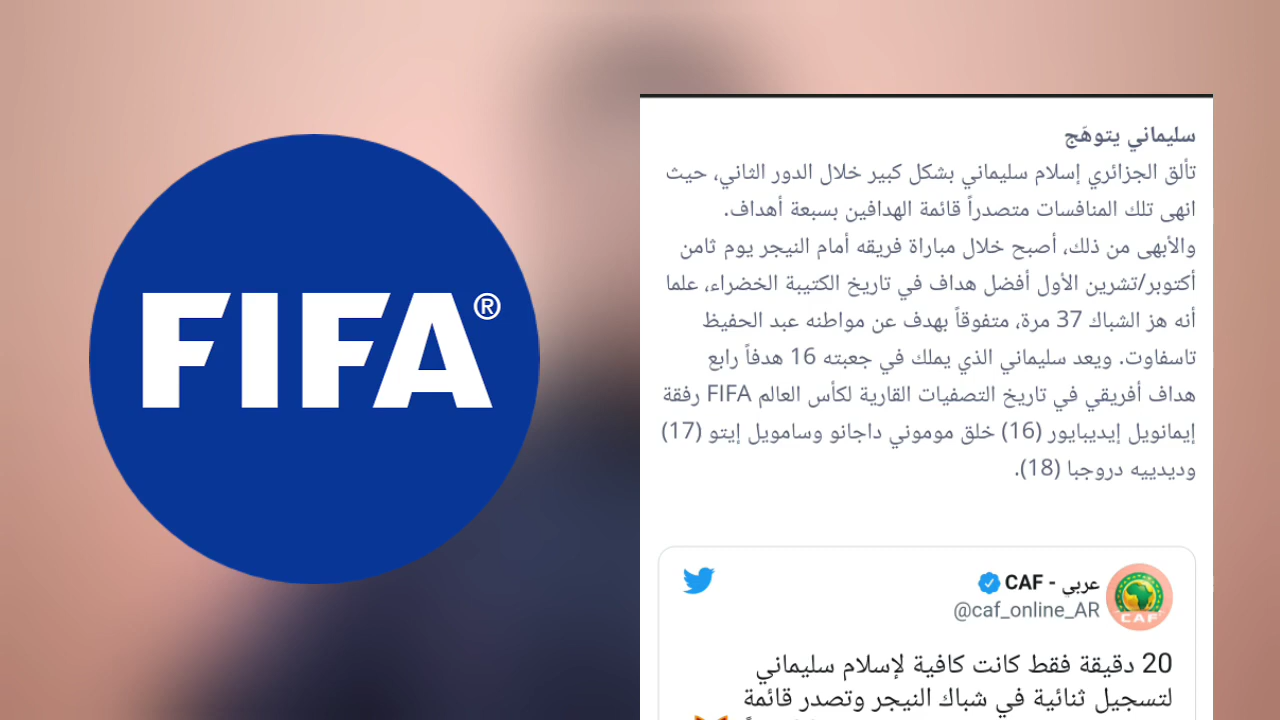 FIFA®
سليماني يتوهّج
تألق الجزائري إسلام سليماني بشكل كبير خلال الدور الثاني، حيث
انهى تلك المنافسات متصدراً قائمة الهدافين بسبعة أهداف.
والأبهى من ذلك، أصبح خلال مباراة فريقه أمام النيجر يوم ثامن
أكتوبر/تشرين الأول أفضل هداف في تاريخ الكتيبة الخضراء، علما
أنه هز الشباك 37 مرة، متفوقاً بهدف عن مواطنه عبد الحفيظ
تاسفاوت. ويعد سليماني الذي يملك في جعبته 16 هدفاً رابع
هداف أفريقي في تاريخ التصفيات القارية لكأس العالم FIFA رفقة
إيمانويل إيديبايور (16) خلق موموني داجانو وسامويل إيتو (17)
وديدييه دروجبا (18).
عربي - CAF
@caf_online_AR
CAF
20 دقيقة فقط كانت كافية لإسلام سليماني
لتسجيل ثنائية في شباك النيجر وتصدر قائمة